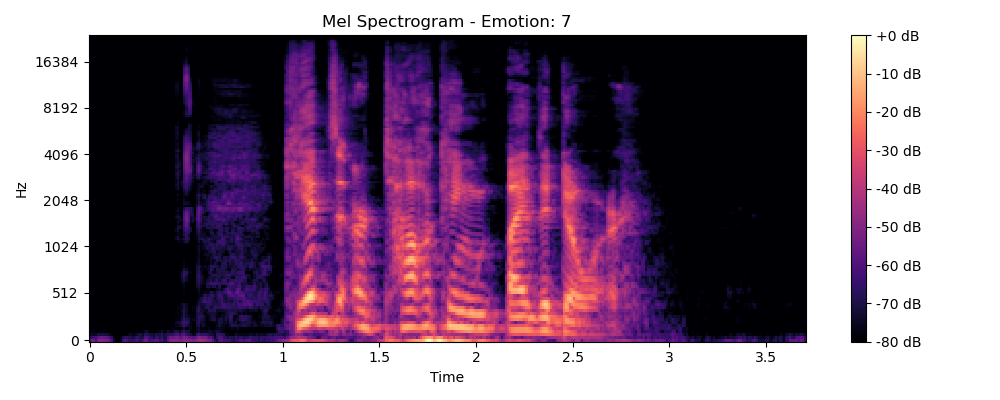 Mel Spectrogram - Emotion: 7
Hz
16384
8192
4096
2048
1024
512
0
0 0.5 1 1.5 2 2.5 3 3.5
Time
+0 dB
-10 dB
-20 dB
-30 dB
-40 dB
-50 dB
-60 dB
-70 dB
-80 dB